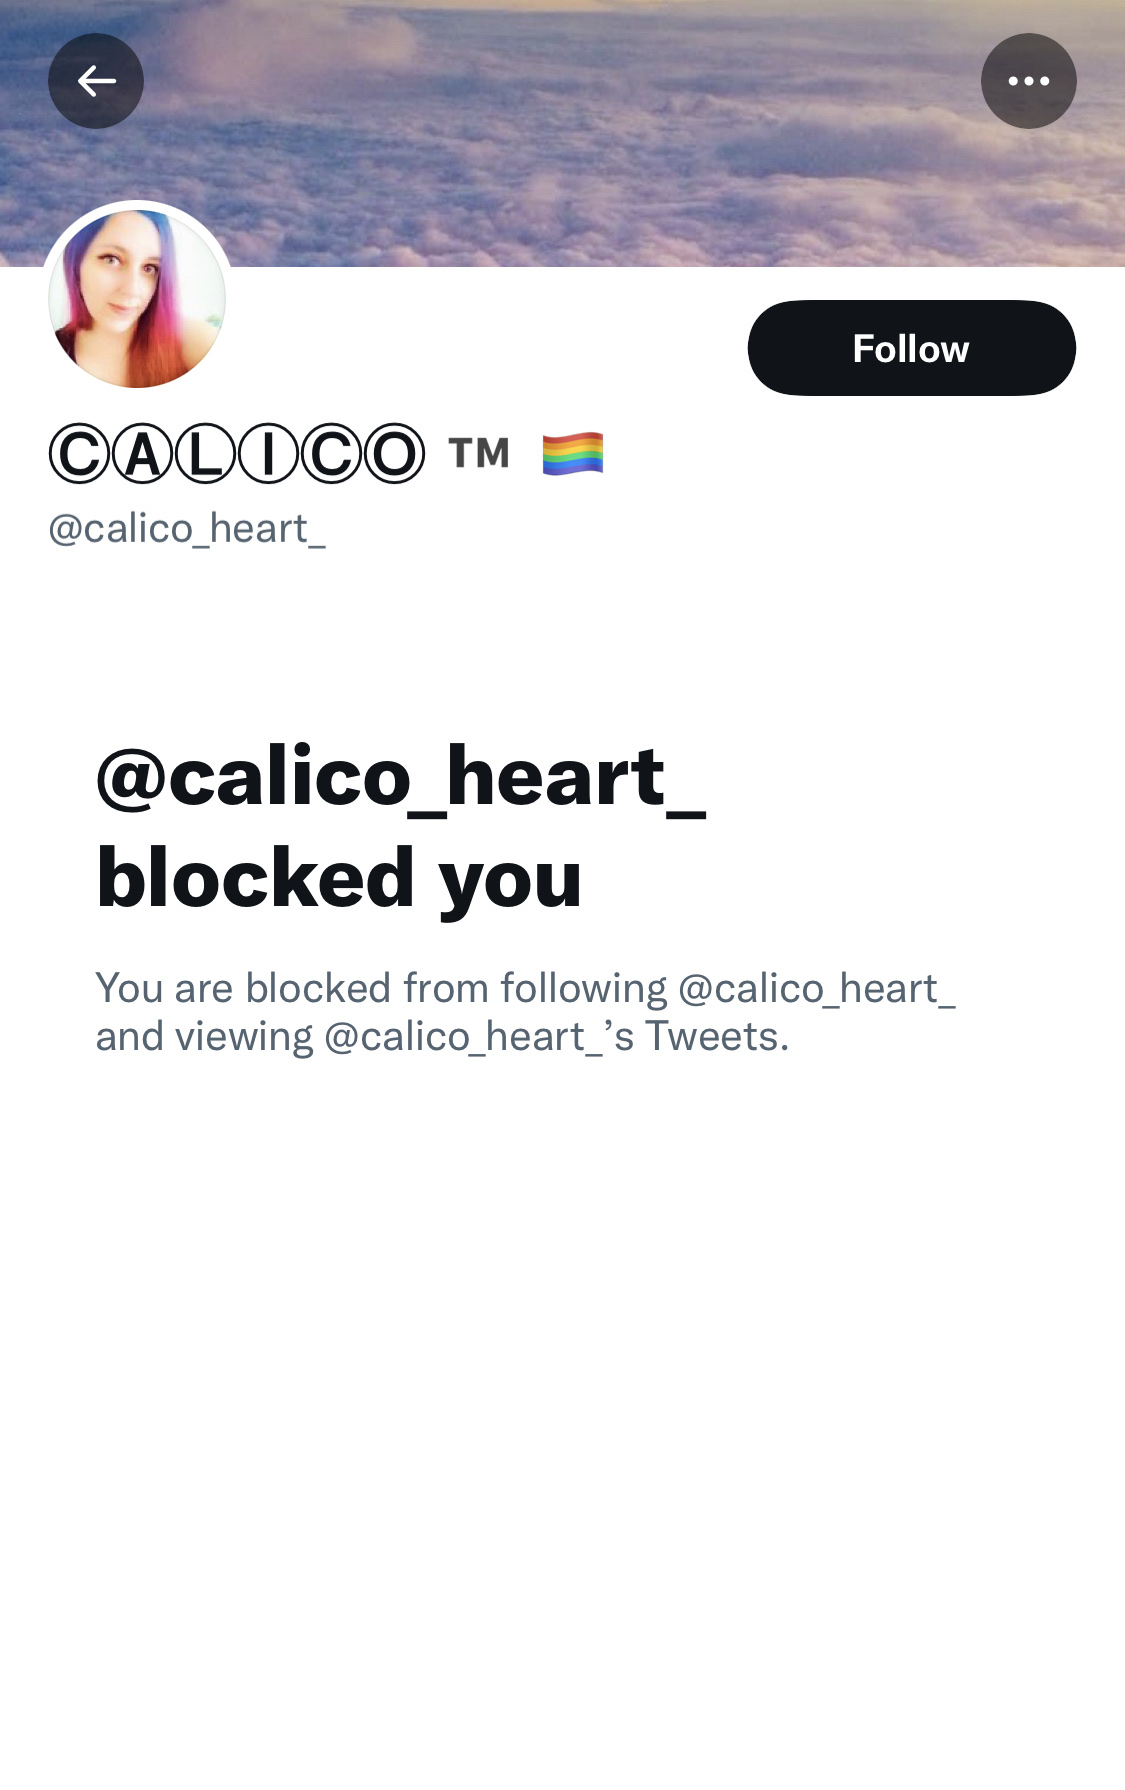 Follow
ⒸⒶⓁⒾⒸⓄ ™️ 🏳️‍🌈
@calico_heart_
@calico_heart_
blocked you
You are blocked from following @calico_heart_
and viewing @calico_heart_’s Tweets.